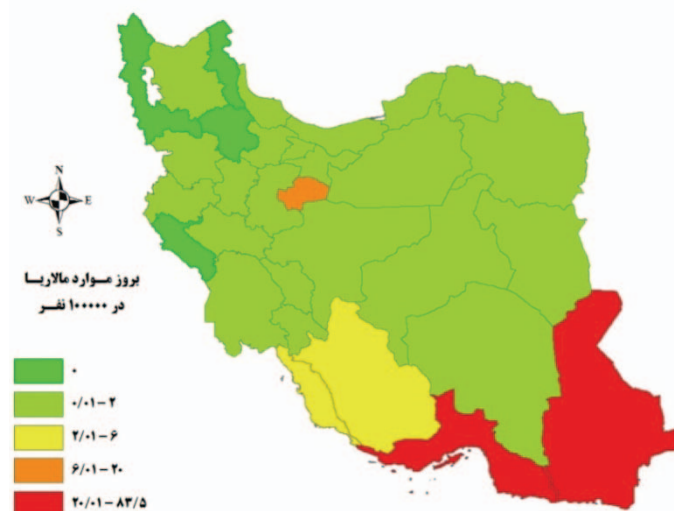 N
W E
S
بروز موارد مالاریا
در ۱۰۰۰۰۰ نفر
۰
۰/۰۱ – ۲
۲/۰۱ – ۶
۶/۰۱ – ۲۰
۲۰/۰۱ – ۸۳/۵